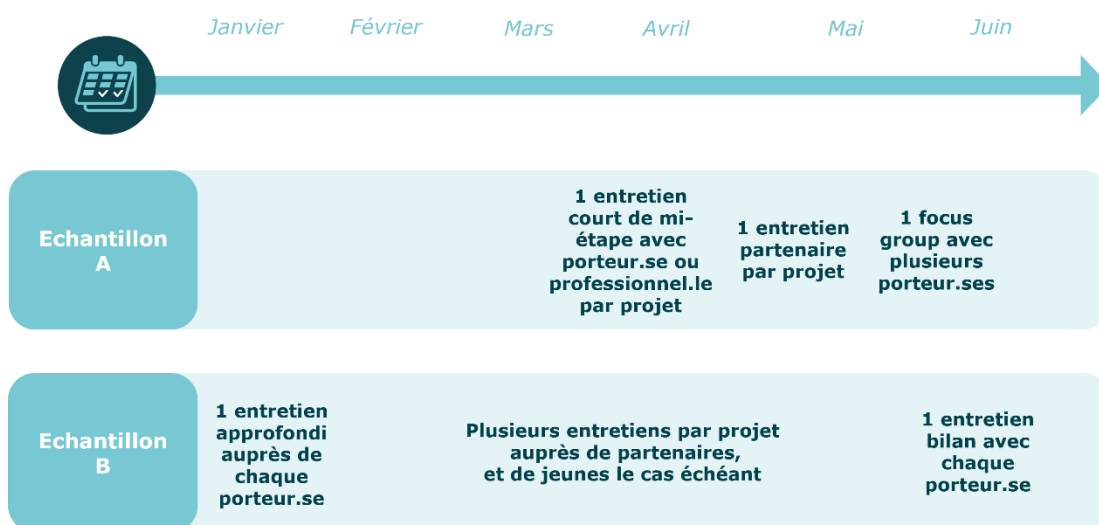 Janvier Février Mars Avril Mai Juin
Echantillon
A
1 entretien
court de mi-
étape avec
porteur.se ou
professionnel.le
par projet
1 entretien
partenaire
par projet
1 focus
group avec
plusieurs
porteur.ses
Echantillon
B
1 entretien
approfondi
auprès de
chaque
porteur.se
Plusieurs entretiens par projet
auprès de partenaires,
et de jeunes le cas échéant
1 entretien
bilan avec
chaque
porteur.se